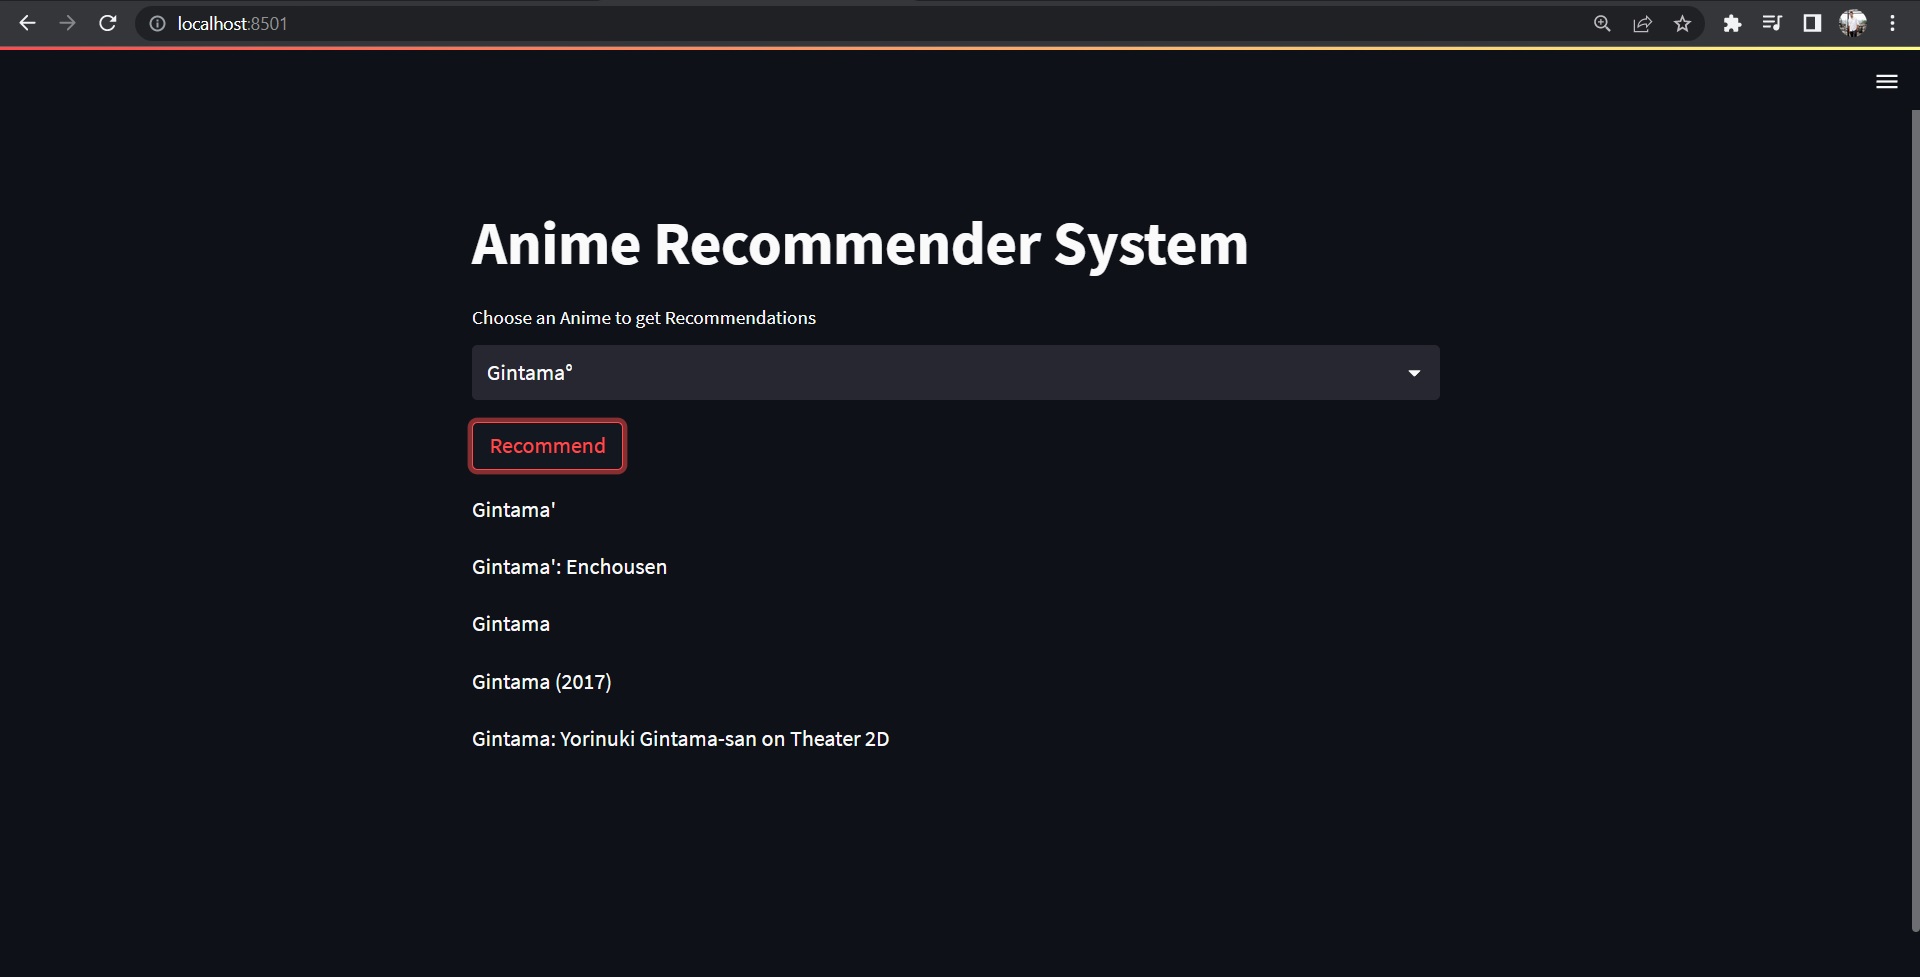 localhost:8501
Anime Recommender System
Choose an Anime to get Recommendations
Gintama°
Recommend
Gintama'
Gintama': Enchousen
Gintama
Gintama (2017)
Gintama: Yorinuki Gintama-san on Theater 2D